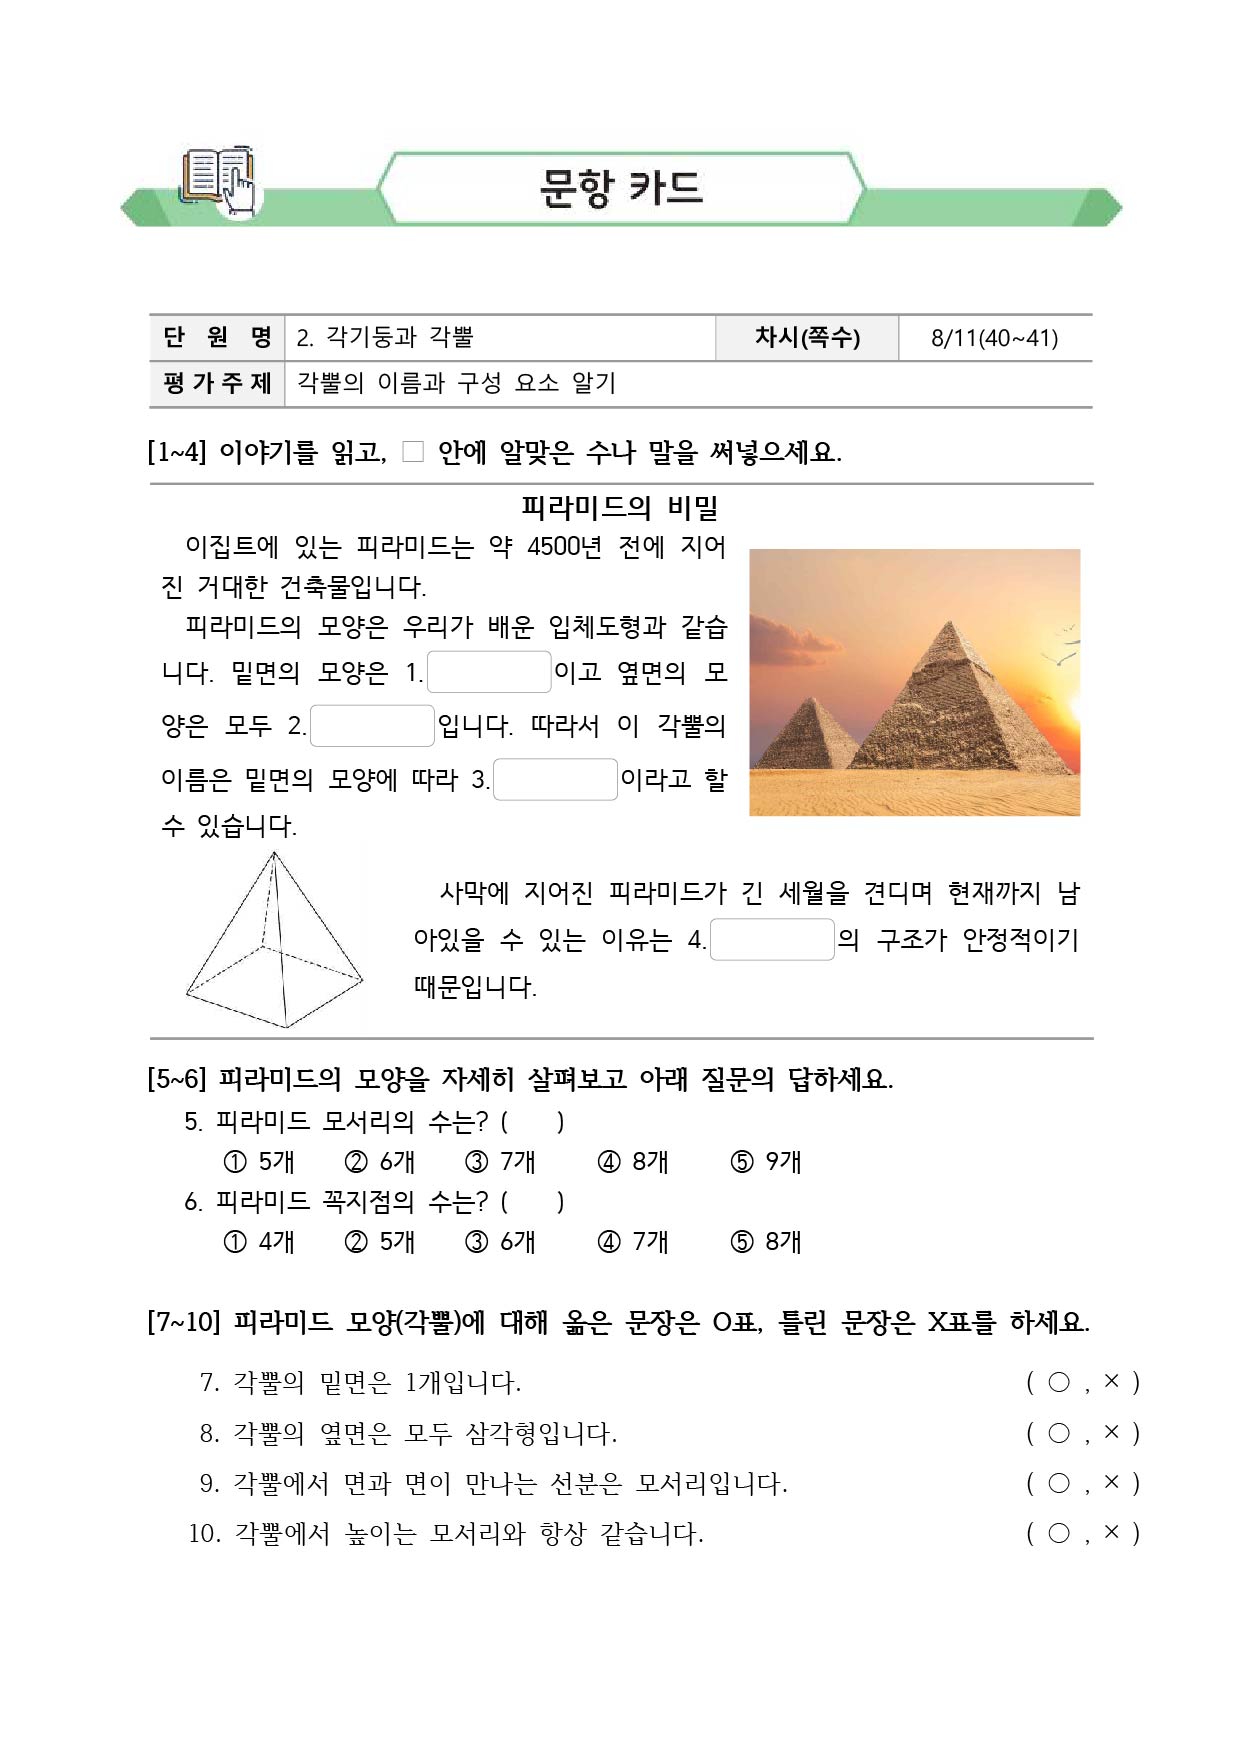 문항 카드
단 원 명 2. 각기둥과 각뿔 차시(쪽수) 8/11(40~41)
평가주제 각뿔의 이름과 구성 요소 알기
[1~4] 이야기를 읽고, □ 안에 알맞은 수나 말을 써넣으세요.
피라미드의 비밀
이집트에 있는 피라미드는 약 4500년 전에 지어
진 거대한 건축물입니다.
피라미드의 모양은 우리가 배운 입체도형과 같습
니다. 밑면의 모양은 1. 이고 옆면의 모
양은 모두 2. 입니다. 따라서 이 각뿔의
이름은 밑면의 모양에 따라 3. 이라고 할
수 있습니다.
사막에 지어진 피라미드가 긴 세월을 견디며 현재까지 남
아있을 수 있는 이유는 4. 의 구조가 안정적이기
때문입니다.
[5~6] 피라미드의 모양을 자세히 살펴보고 아래 질문의 답하세요.
5. 피라미드 모서리의 수는? ( )
① 5개 ② 6개 ③ 7개 ④ 8개 ⑤ 9개
6. 피라미드 꼭지점의 수는? ( )
① 4개 ② 5개 ③ 6개 ④ 7개 ⑤ 8개
[7~10] 피라미드 모양(각뿔)에 대해 옳은 문장은 O표, 틀린 문장은 X표를 하세요.
7. 각뿔의 밑면은 1개입니다. ( ○ , × )
8. 각뿔의 옆면은 모두 삼각형입니다. ( ○ , × )
9. 각뿔에서 면과 면이 만나는 선분은 모서리입니다. ( ○ , × )
10. 각뿔에서 높이는 모서리와 항상 같습니다. ( ○ , × )